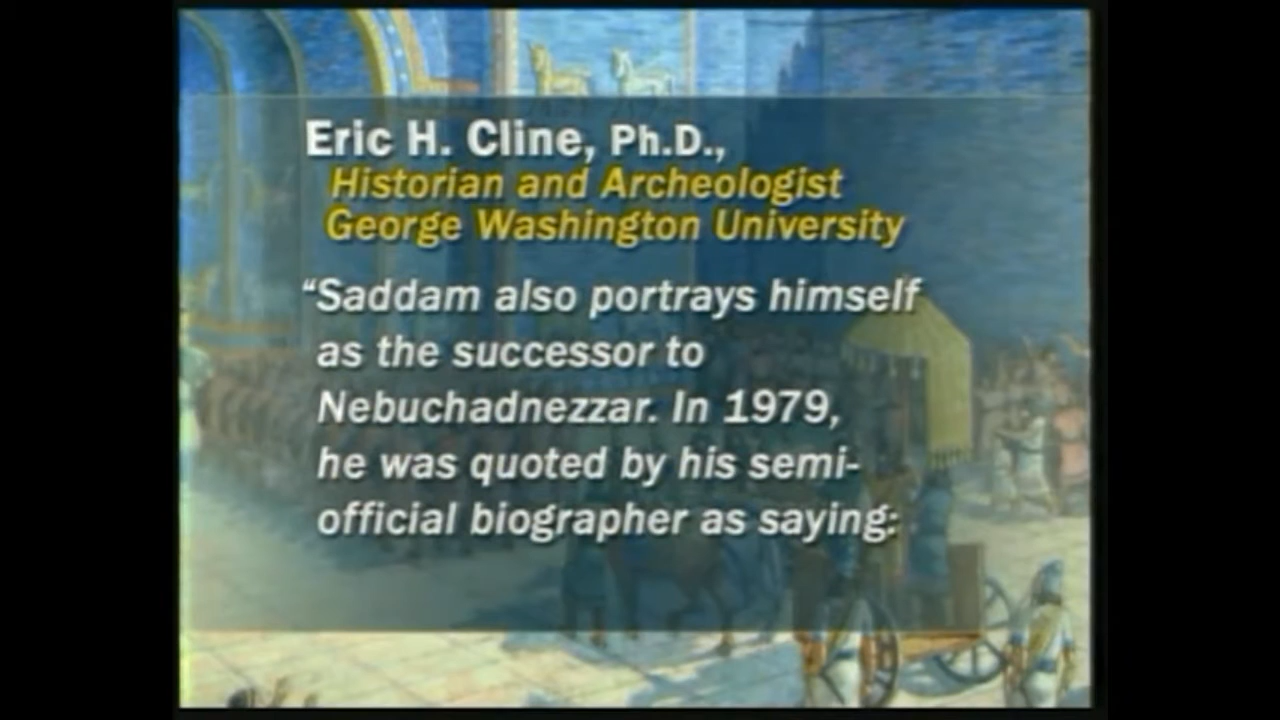 Eric H. Cline, Ph.D.,
Historian and Archeologist
George Washington University
“Saddam also portrays himself
as the successor to
Nebuchadnezzar. In 1979,
he was quoted by his semi-
official biographer as saying: